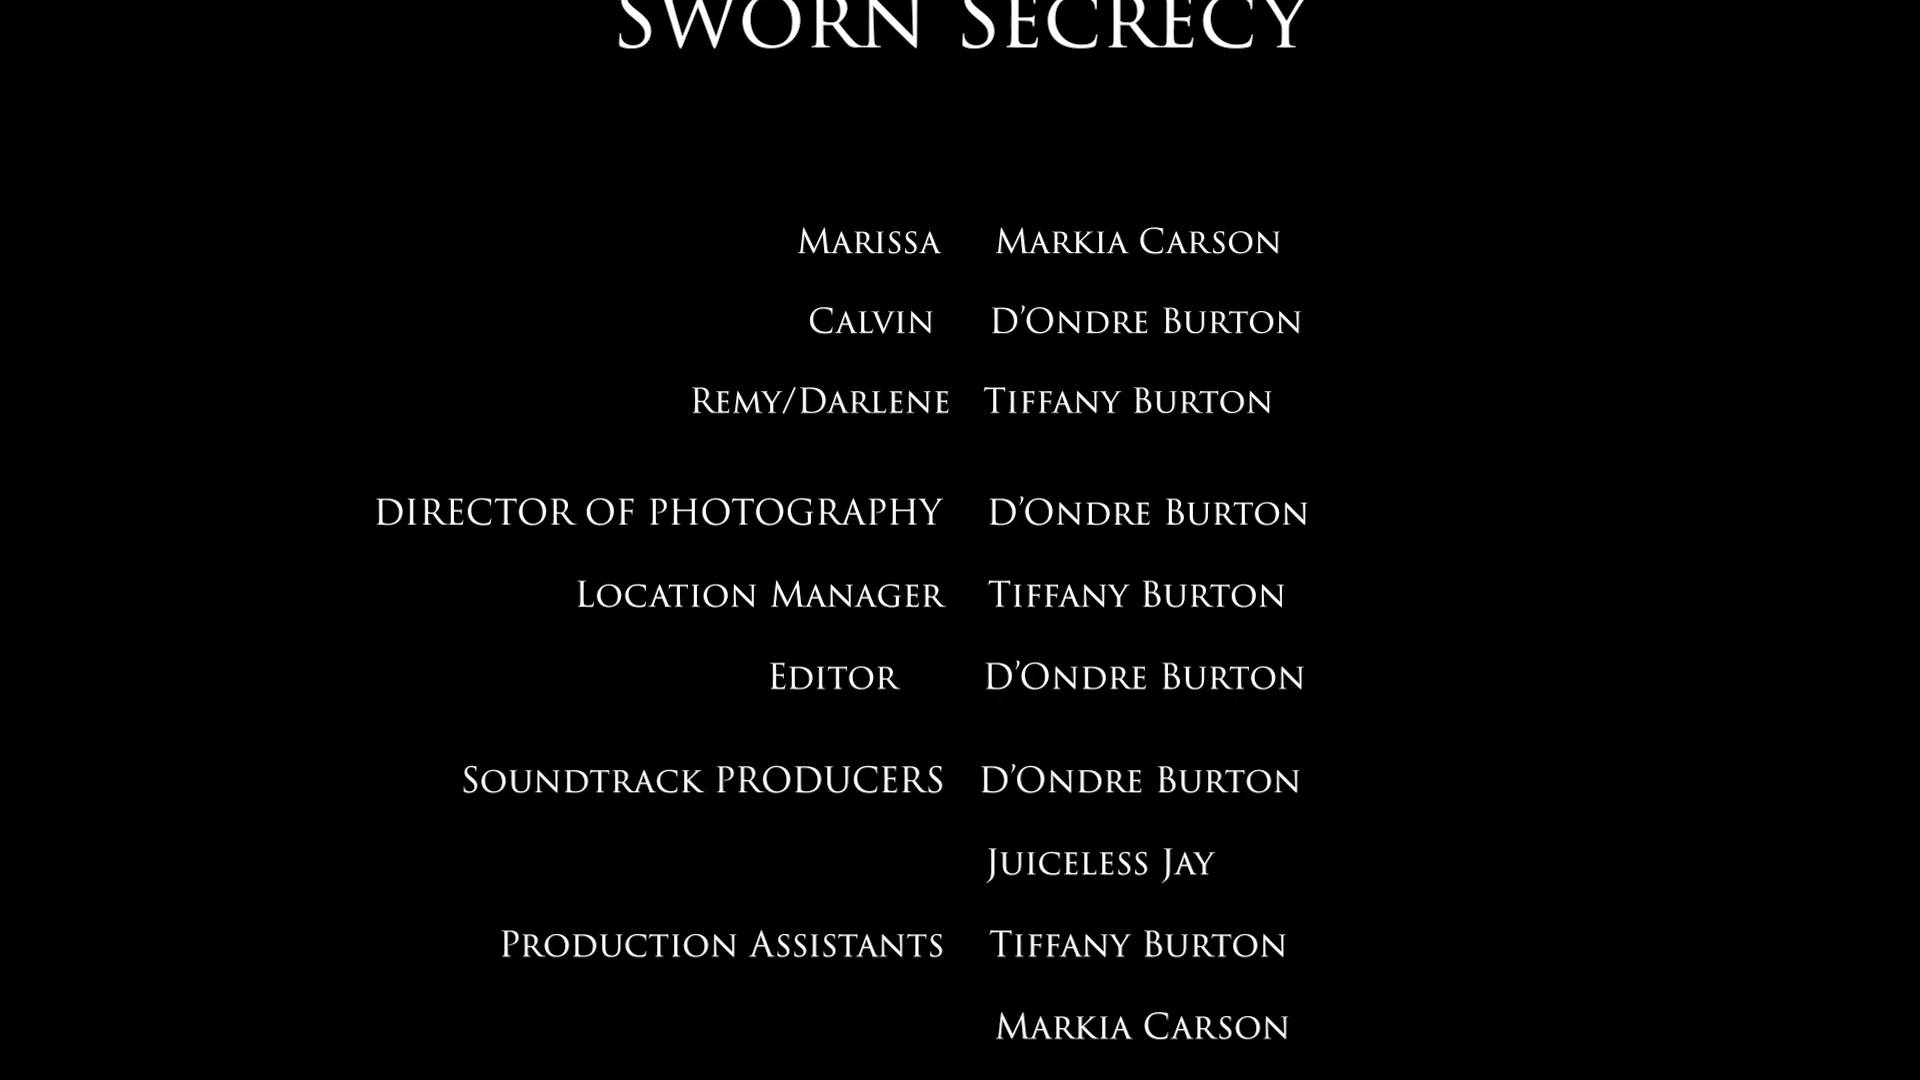 Sworn Secrecy
Marissa Markia Carson
Calvin D’Ondre Burton
Remy/Darlene Tiffany Burton
DIRECTOR OF PHOTOGRAPHY D’Ondre Burton
Location Manager Tiffany Burton
Editor D’Ondre Burton
Soundtrack PRODUCERS D’Ondre Burton
Juiceless Jay
Production Assistants Tiffany Burton
Markia Carson